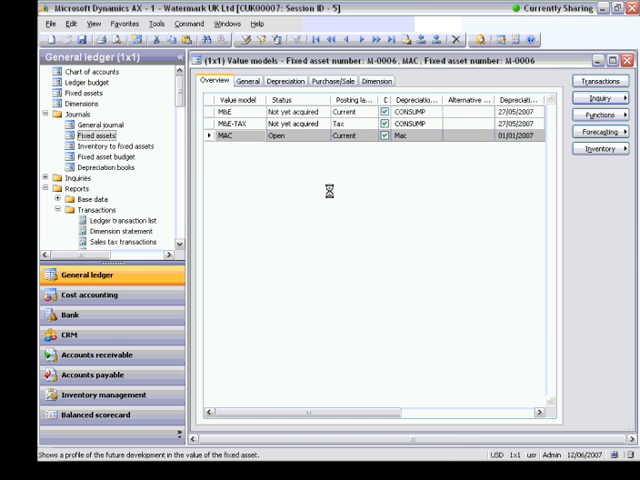 Microsoft Dynamics AX - 1 - Watermark UK Ltd [CUK00007: Session ID - 5]
Currently Sharing
File Edit View Favorites Tools Command Windows Help
General ledger (1x1) «
Chart of accounts
Ledger budget
Fixed assets
Dimensions
Journals
General journal
Fixed assets
Inventory to fixed assets
Fixed asset budget
Depreciation books
Inquiries
Reports
Base data
Transactions
Ledger transaction list
Dimension statement
Sales tax transactions
General ledger
Cost accounting
Bank
CRM
Accounts receivable
Accounts payable
Inventory management
Balanced scorecard
(1x1) Value models - Fixed asset number: M-0006, MAC, Fixed asset number: M-0006
Overview General Depreciation Purchase/Sale Dimension
Value model Status Posting la... Depreciatio... Alternative ... Depreciati...
M&E Not yet acquired Current CONSUMP 27/05/2007
M&E-TAX Not yet acquired Tax CONSUMP 27/05/2007
MAC Open Current Mac 01/01/2007
Transactions
Inquiry
Functions
Forecasting
Inventory
Shows a profile of the future development in the value of the fixed asset.
USD 1x1 usr Admin 12/06/2007